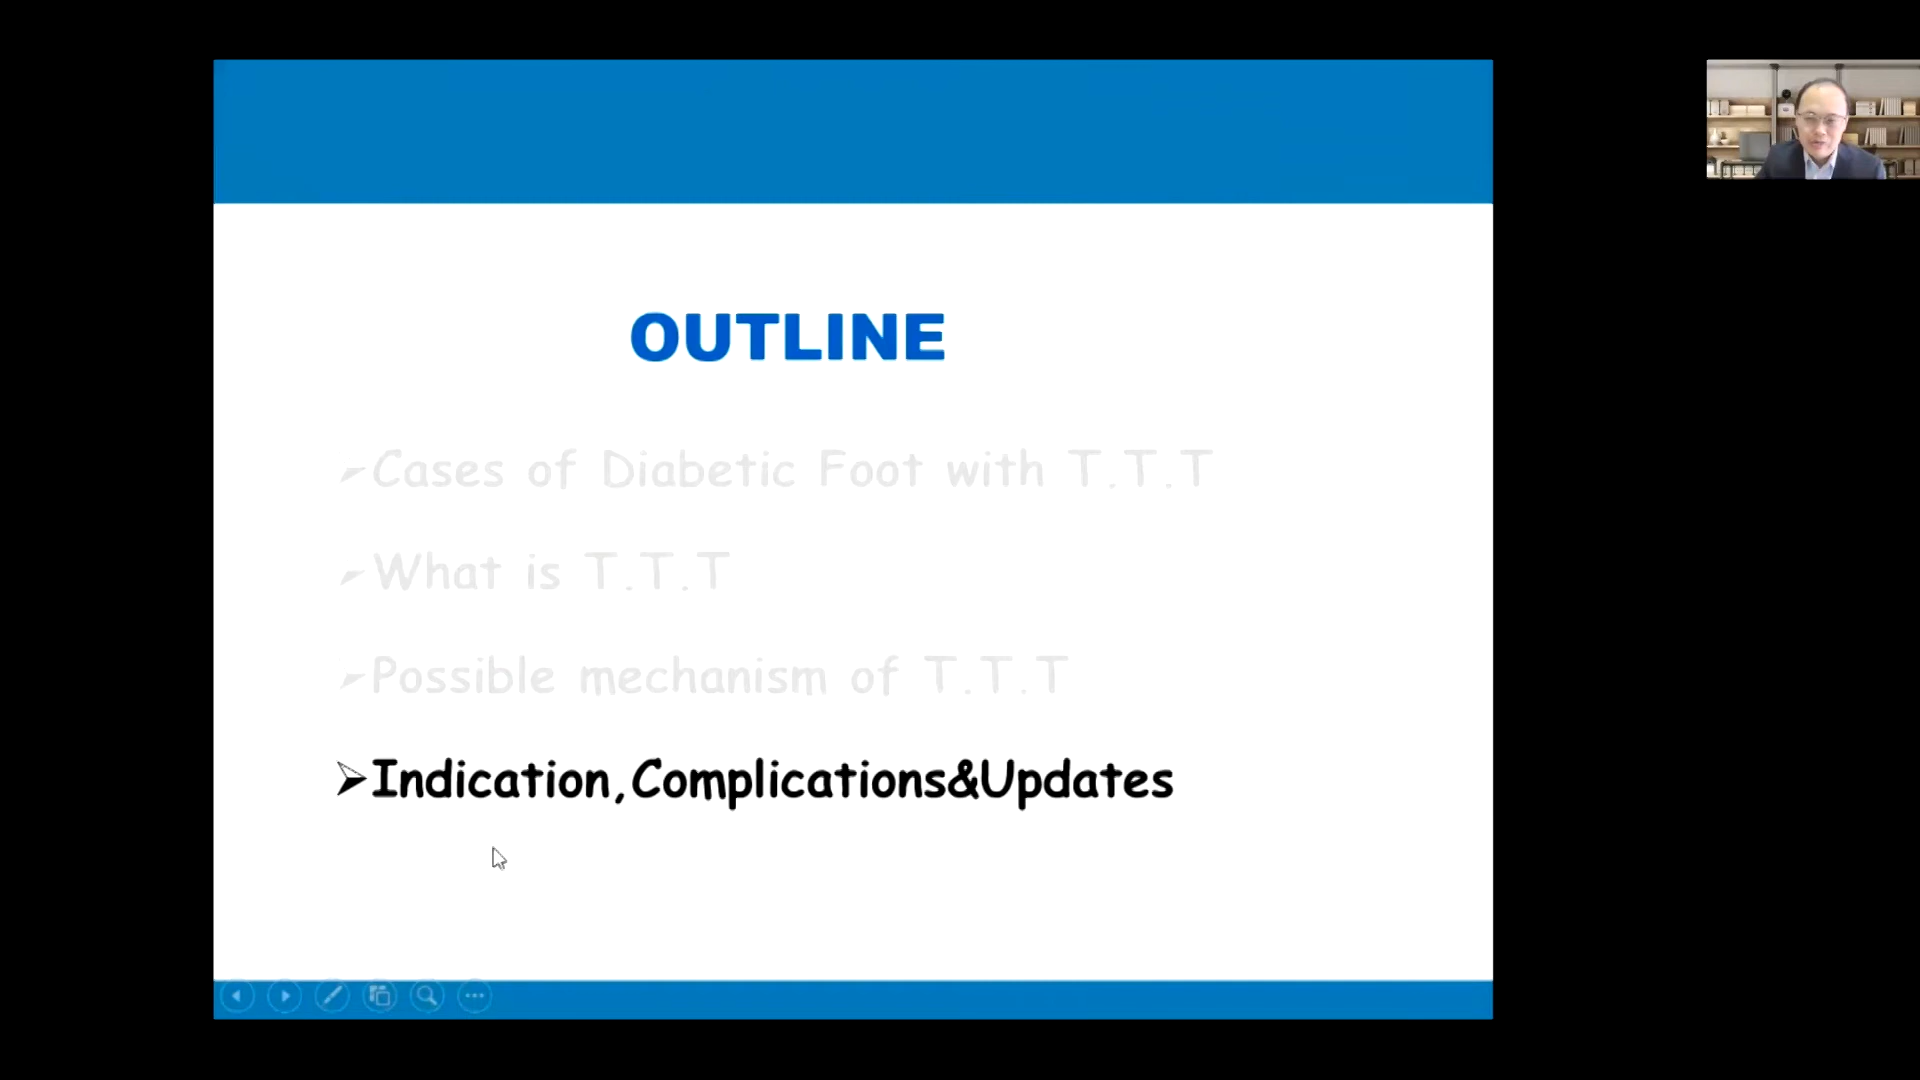 OUTLINE
➢Cases of Diabetic Foot with T.T.T
➢What is T.T.T
➢Possible mechanism of T.T.T
➢Indication,Complications&Updates